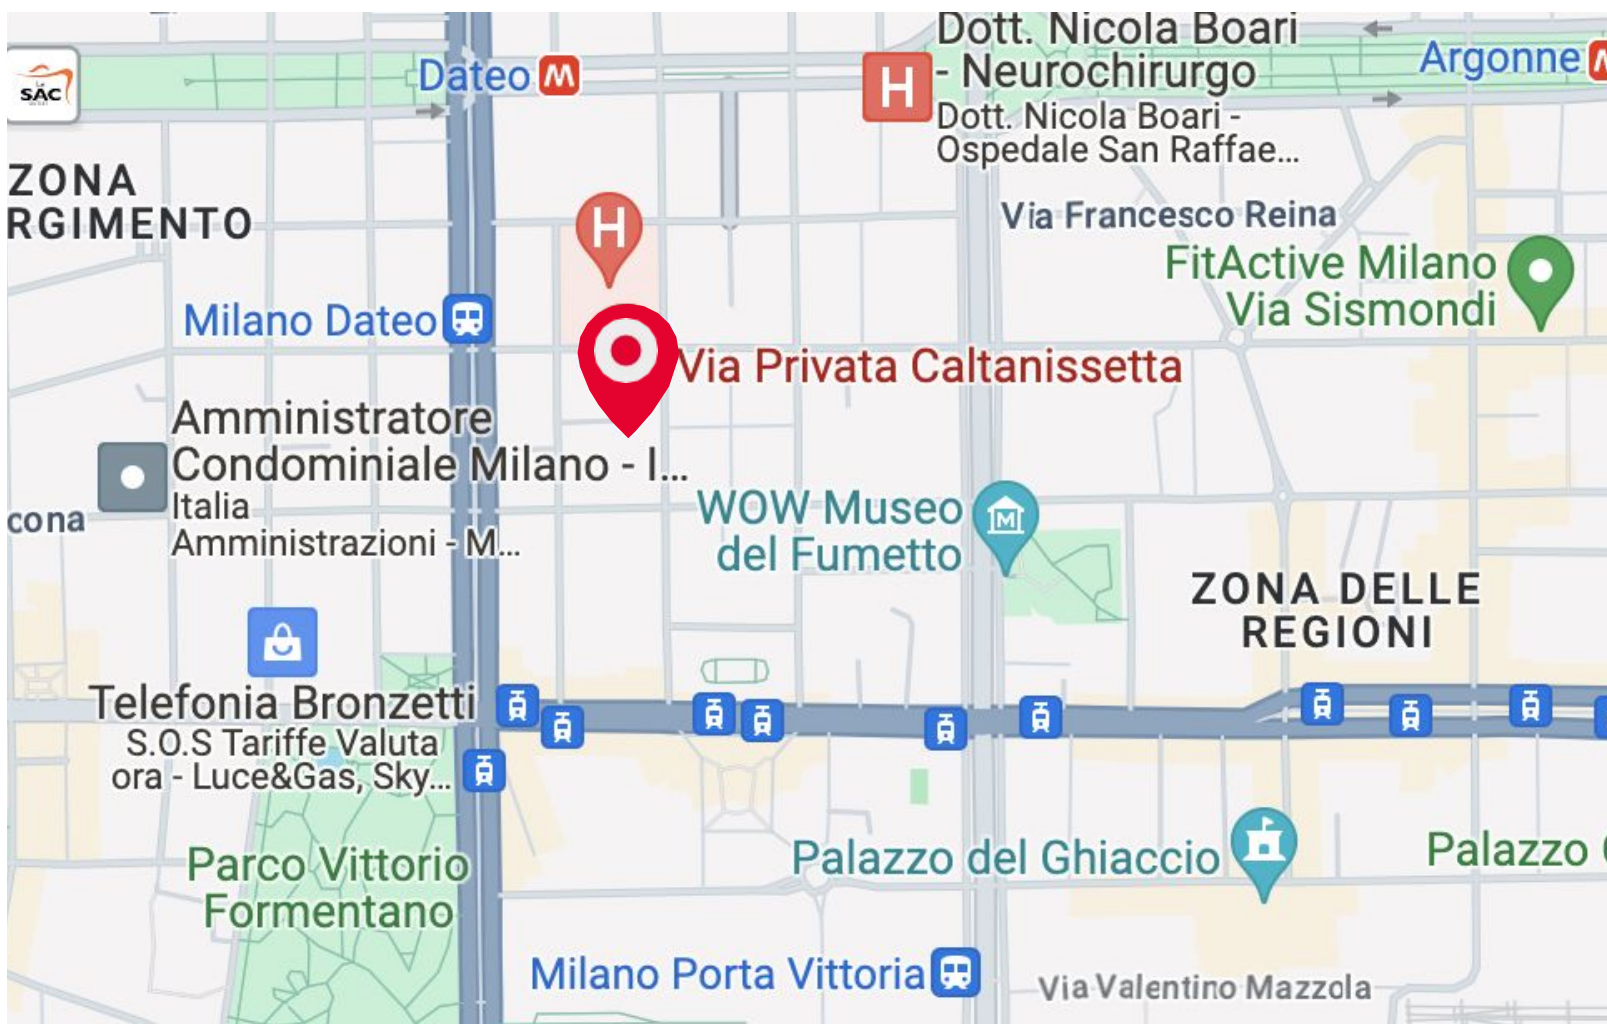 Dott. Nicola Boari
- Neurochirurgo
Dott. Nicola Boari -
Ospedale San Raffae...
H
Argonne
Dateo M
SAC
ZONA
RGIMENTO
H
Via Francesco Reina
FitActive Milano
Via Sismondi
Milano Dateo
Via Privata Caltanissetta
Amministratore
Condominiale Milano - I...
Italia
Amministrazioni - M...
cona
WOW Museo
del Fumetto
M
ZONA DELLE
REGIONI
Telefonia Bronzetti
S.O.S Tariffe Valuta
ora - Luce&Gas, Sky...
Parco Vittorio
Formentano
Palazzo del Ghiaccio
Palazzo
Milano Porta Vittoria
Via Valentino Mazzola